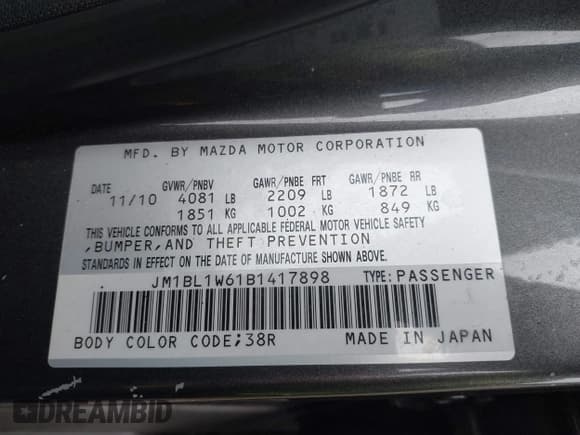 MFD. BY MAZDA MOTOR CORPORATION
DATE GVWR/PNBV GAWR/PNBE FRT GAWR/PNBE RR
11/10 4081 LB 2209 LB 1872 LB
1851 KG 1002 KG 849 KG
THIS VEHICLE CONFORMS TO ALL APPLICABLE FEDERAL MOTOR VEHICLE SAFETY
,BUMPER,AND THEFT PREVENTION
STANDARDS IN EFFECT ON THE DATE OF MANUFACTURE SHOWN ABOVE.
JM1BL1W61B1417898 TYPE: PASSENGER
BODY COLOR CODE;38R MADE IN JAPAN
DREAMBID